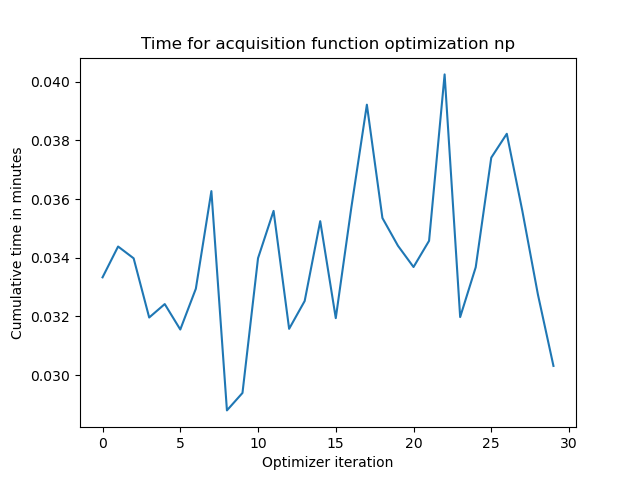 Time for acquisition function optimization np
0.040
0.038
0.036
0.034
0.032
0.030
Cumulative time in minutes
0 5 10 15 20 25 30
Optimizer iteration